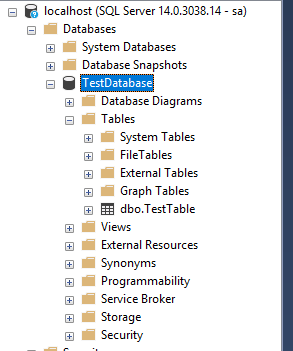 localhost (SQL Server 14.0.3038.14 - sa)
Databases
System Databases
Database Snapshots
TestDatabase
Database Diagrams
Tables
System Tables
FileTables
External Tables
Graph Tables
dbo.TestTable
Views
External Resources
Synonyms
Programmability
Service Broker
Storage
Security